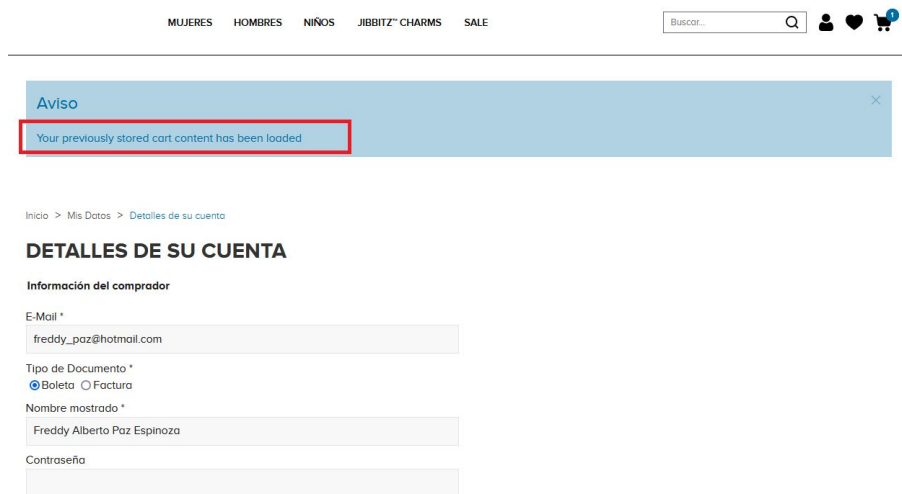 MUJERES HOMBRES NIÑOS JIBBITZ™ CHARMS SALE Buscar... 1
Aviso ×
Your previously stored cart content has been loaded
Inicio > Mis Datos > Detalles de su cuenta
DETALLES DE SU CUENTA
Información del comprador
E-Mail *
freddy_paz@hotmail.com
Tipo de Documento *
Boleta Factura
Nombre mostrado *
Freddy Alberto Paz Espinoza
Contraseña